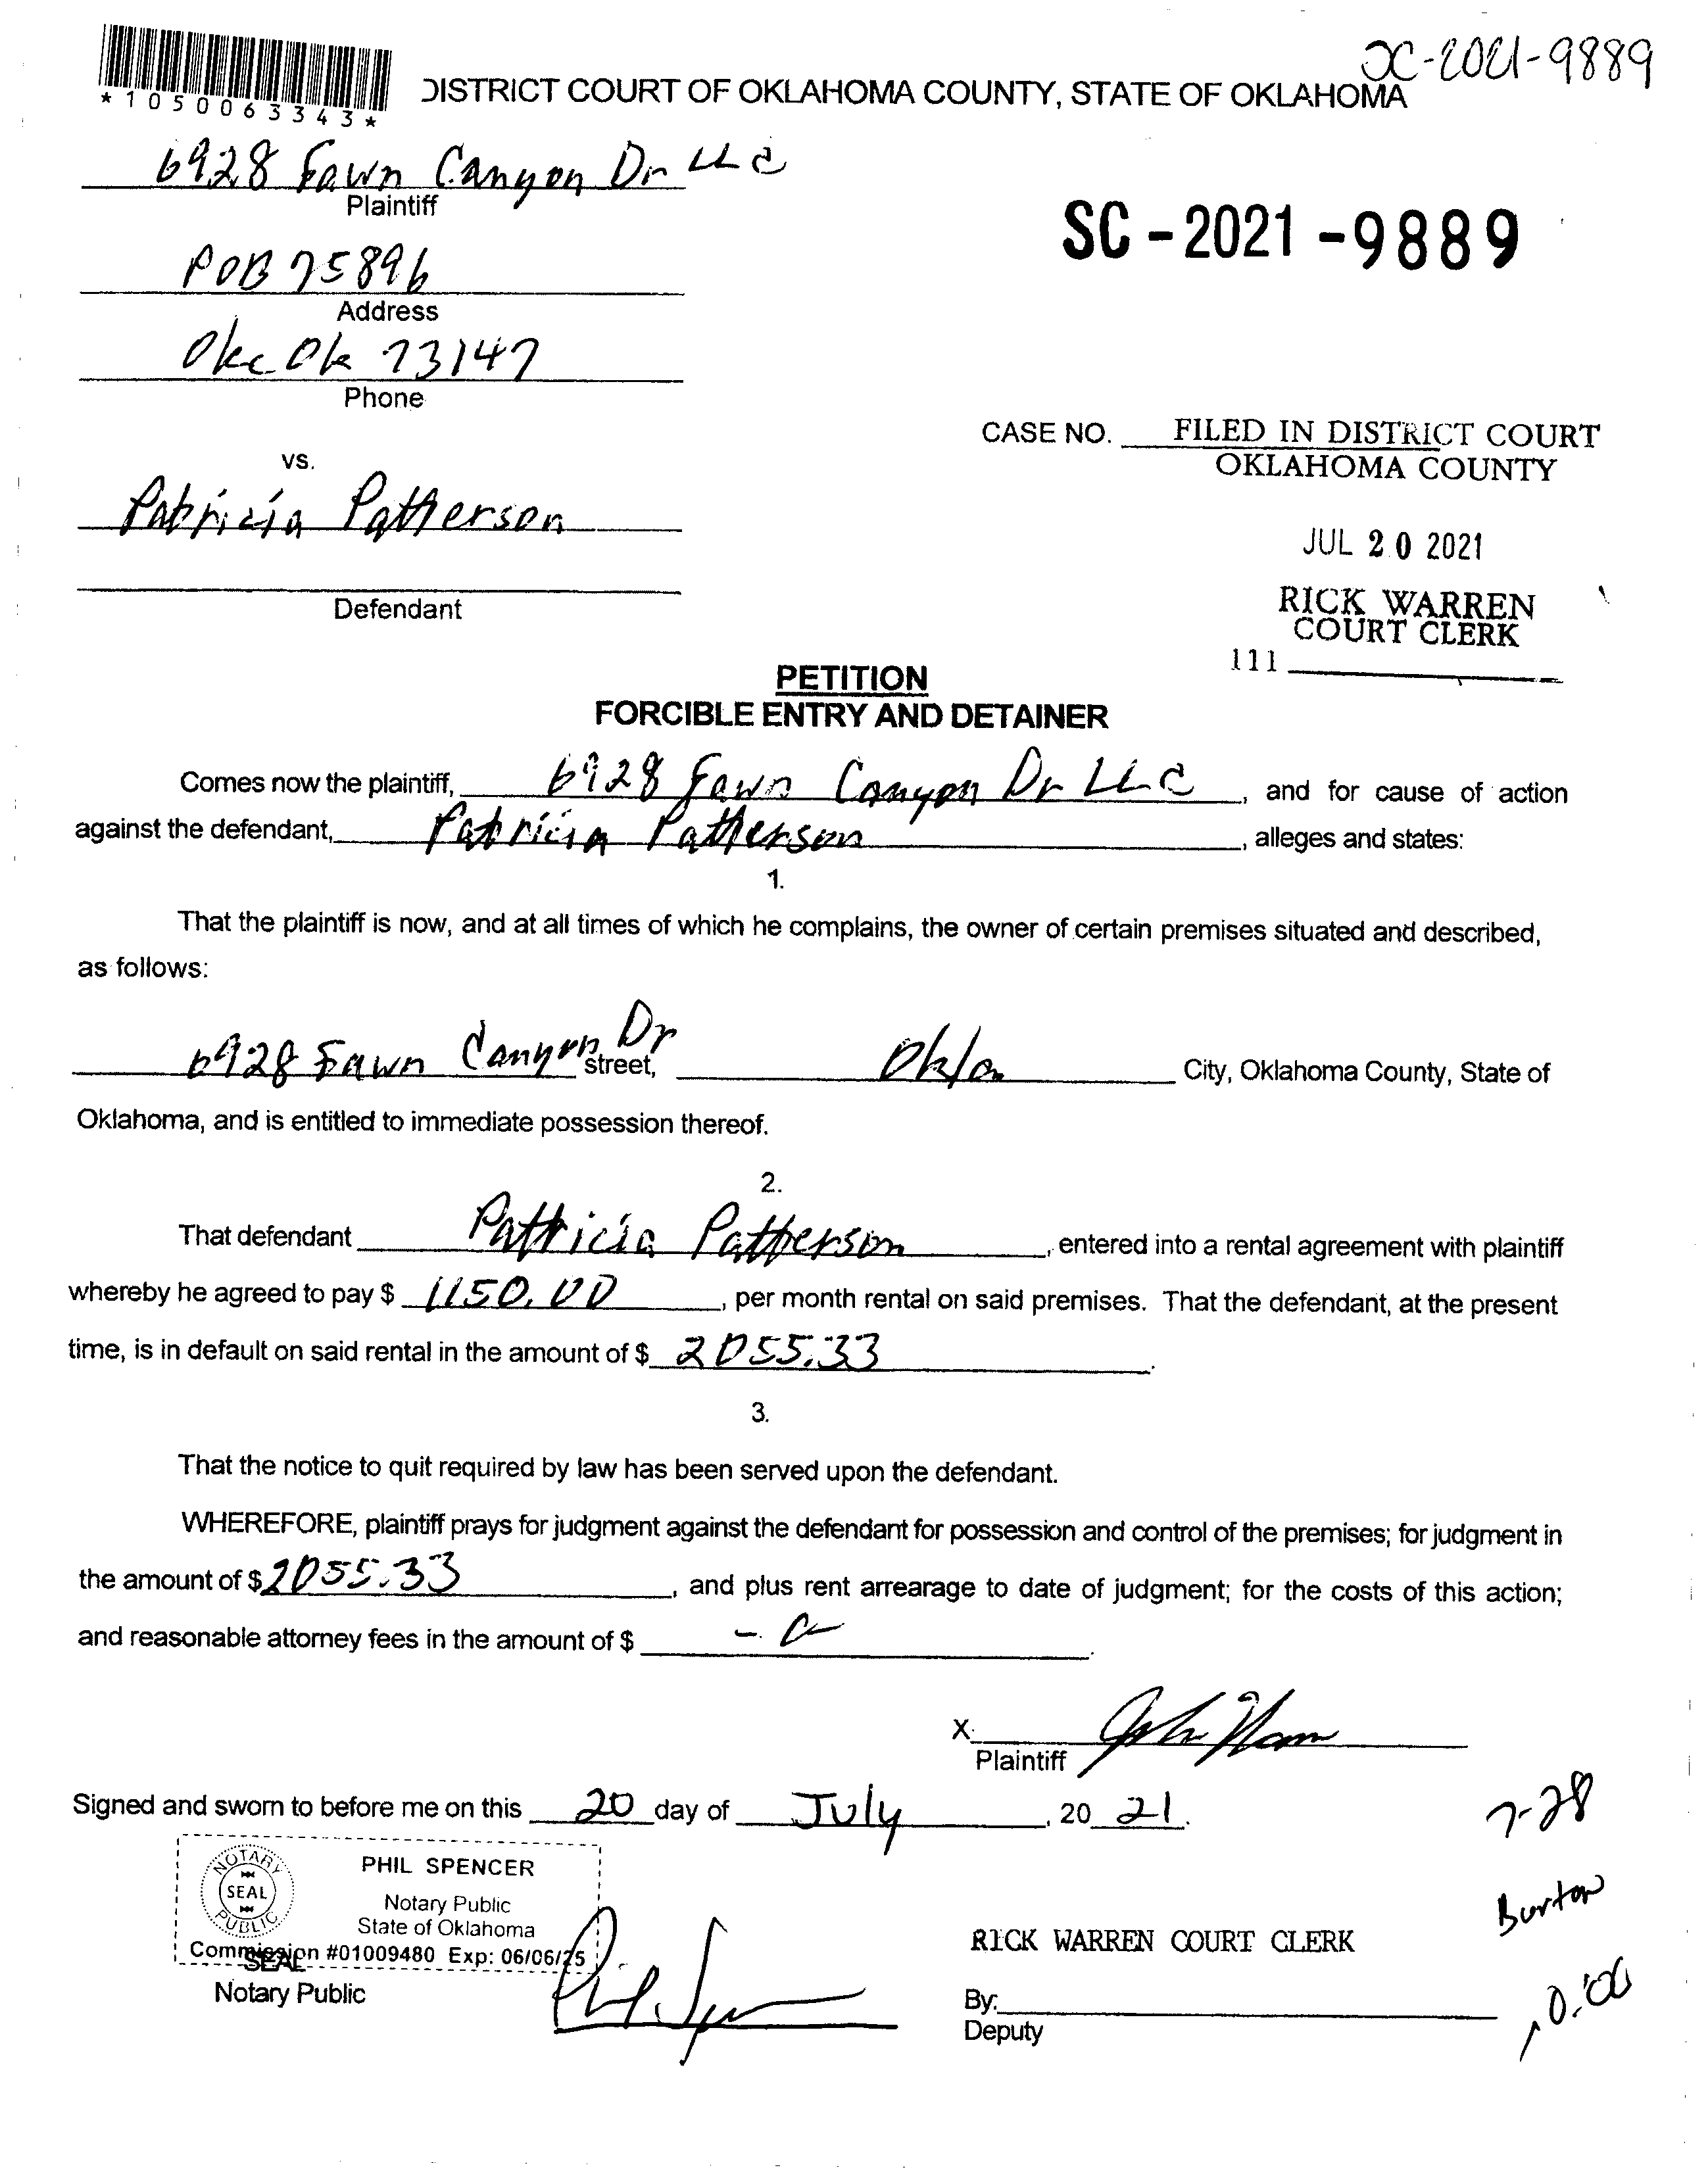 *1050063343*
DISTRICT COURT OF OKLAHOMA COUNTY, STATE OF OKLAHOMA
SC-2021-9889
6928 Fawn Canyon Dr LLC
Plaintiff
SC-2021-9889
POB 75896
Address
Okc Ok 73147
Phone
CASE NO. FILED IN DISTRICT COURT
OKLAHOMA COUNTY
vs.
Patricia Patterson
JUL 20 2021
Defendant
RICK WARREN
COURT CLERK
111
PETITION
FORCIBLE ENTRY AND DETAINER
Comes now the plaintiff, 6928 Fawn Canyon Dr LLC, and for cause of action
against the defendant, Patricia Patterson, alleges and states:
1.
That the plaintiff is now, and at all times of which he complains, the owner of certain premises situated and described,
as follows:
6928 Fawn Canyon Dr street, Okla City, Oklahoma County, State of
Oklahoma, and is entitled to immediate possession thereof.
2.
That defendant Patricia Patterson, entered into a rental agreement with plaintiff
whereby he agreed to pay $ 1150.00, per month rental on said premises. That the defendant, at the present
time, is in default on said rental in the amount of $ 2055.33.
3.
That the notice to quit required by law has been served upon the defendant.
WHEREFORE, plaintiff prays for judgment against the defendant for possession and control of the premises; for judgment in
the amount of $ 2055.33, and plus rent arrearage to date of judgment; for the costs of this action;
and reasonable attorney fees in the amount of $ .
X
Plaintiff
Signed and sworn to before me on this 20 day of July, 20 21.
7-28
Burton
10:00
NOTARY
SEAL
PUBLIC
PHIL SPENCER
Notary Public
State of Oklahoma
Commission #01009480 Exp: 06/06/25
SEAL
Notary Public
RICK WARREN COURT CLERK
By:
Deputy